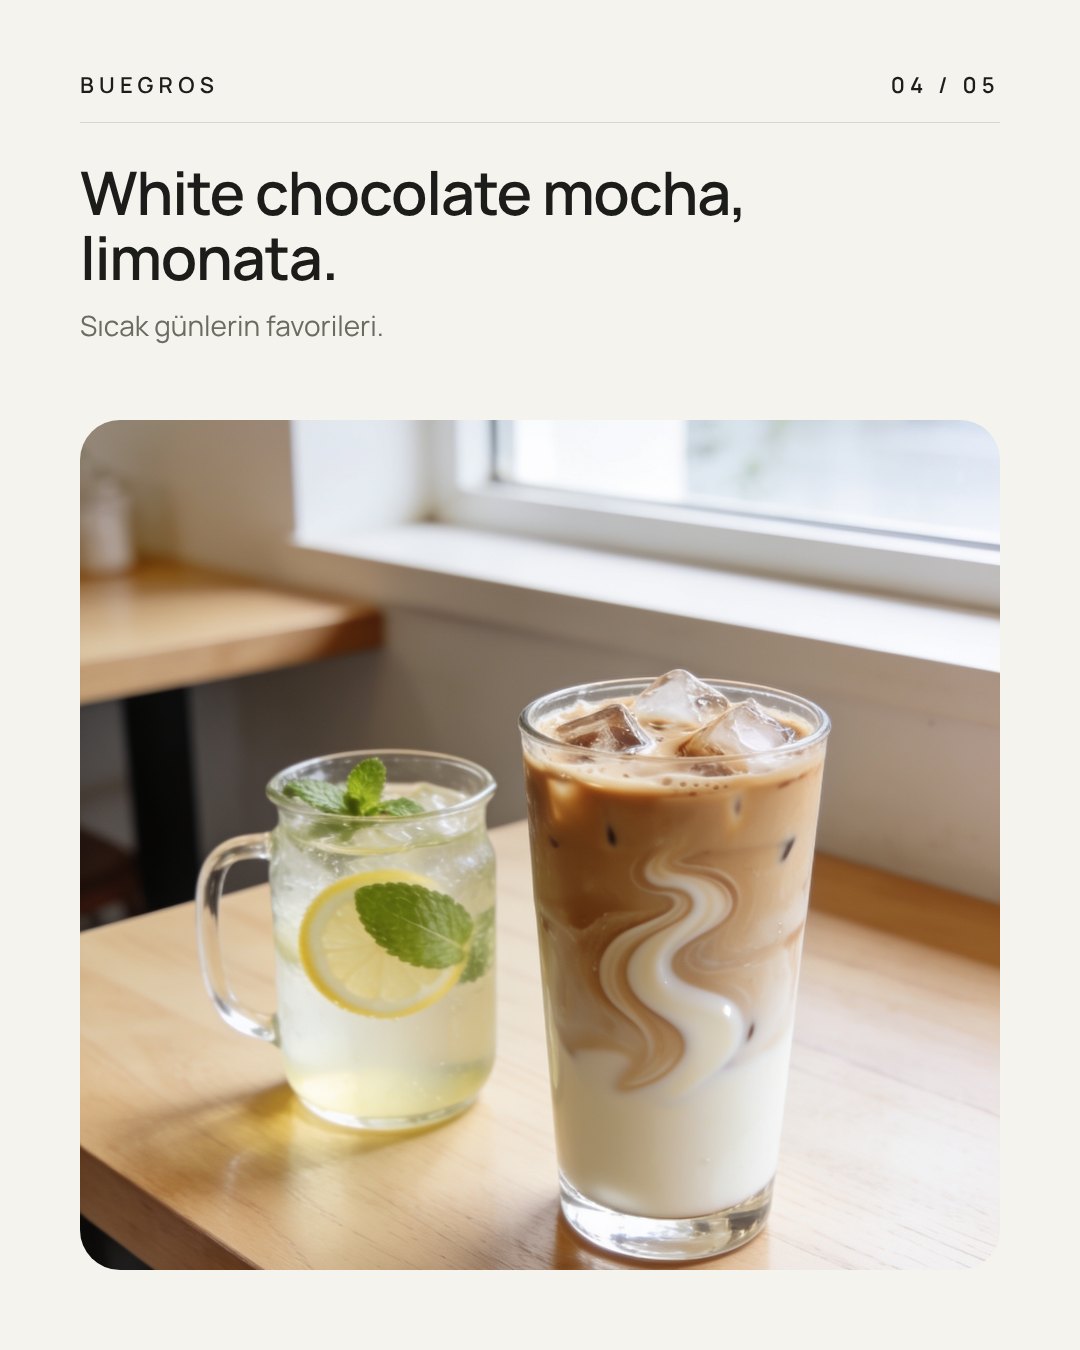 BUEGROS
04 / 05
White chocolate mocha,
limonata.
Sıcak günlerin favorileri.